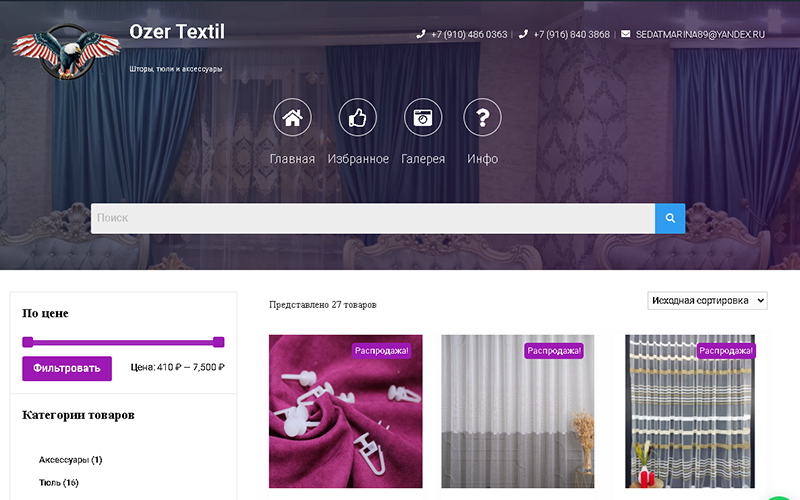 Ozer Textil
+7 (910) 486 0363 | +7 (916) 840 3868 | SEDATMARINA89@YANDEX.RU
Шторы, тюли и аксессуары
Главная Избранное Галерея Инфо
Поиск
По цене
Представлено 27 товаров
Исходная сортировка
Фильтровать
Цена: 410 ₽ — 7,500 ₽
Распродажа! Распродажа! Распродажа!
Категории товаров
Аксессуары (1)
Тюль (16)